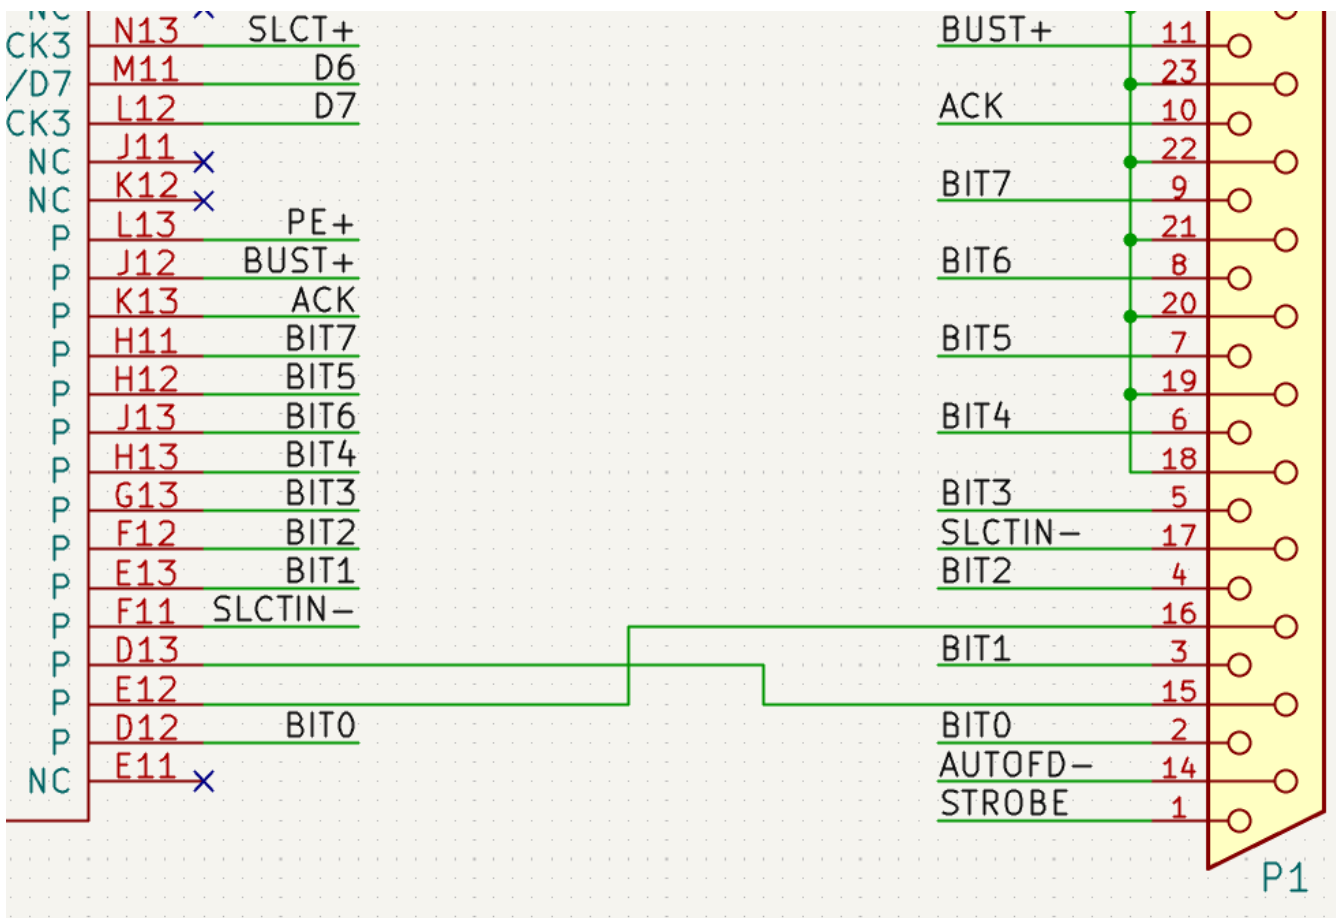 NC
CK3 N13 SLCT+ BUST+ 11
/D7 M11 D6 23
CK3 L12 D7 ACK 10
NC J11 22
NC K12 BIT7 9
P L13 PE+ 21
P J12 BUST+ BIT6 8
P K13 ACK 20
P H11 BIT7 BIT5 7
P H12 BIT5 19
P J13 BIT6 BIT4 6
P H13 BIT4 18
P G13 BIT3 BIT3 5
P F12 BIT2 SLCTIN- 17
P E13 BIT1 BIT2 4
P F11 SLCTIN- 16
P D13 BIT1 3
P E12 15
P D12 BIT0 BIT0 2
NC E11 AUTOFD- 14
STROBE 1
P1